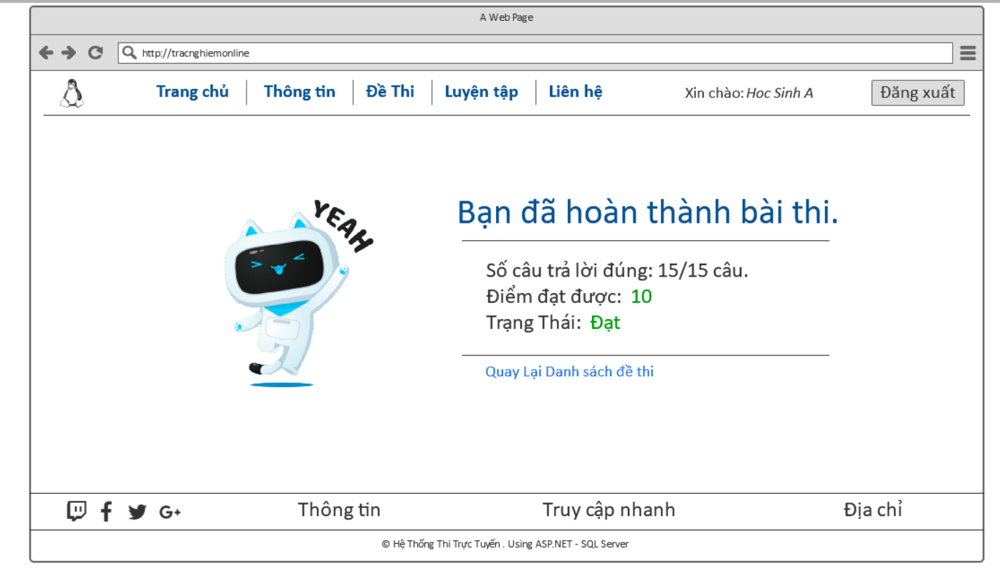 A Web Page
http://tracnghiemonline
Trang chủ Thông tin Đề Thi Luyện tập Liên hệ Xin chào: Hoc Sinh A Đăng xuất
YEAH
Bạn đã hoàn thành bài thi.
Số câu trả lời đúng: 15/15 câu.
Điểm đạt được: 10
Trạng Thái: Đạt
Quay Lại Danh sách đề thi
G+ Thông tin Truy cập nhanh Địa chỉ
© Hệ Thống Thi Trực Tuyến . Using ASP.NET - SQL Server